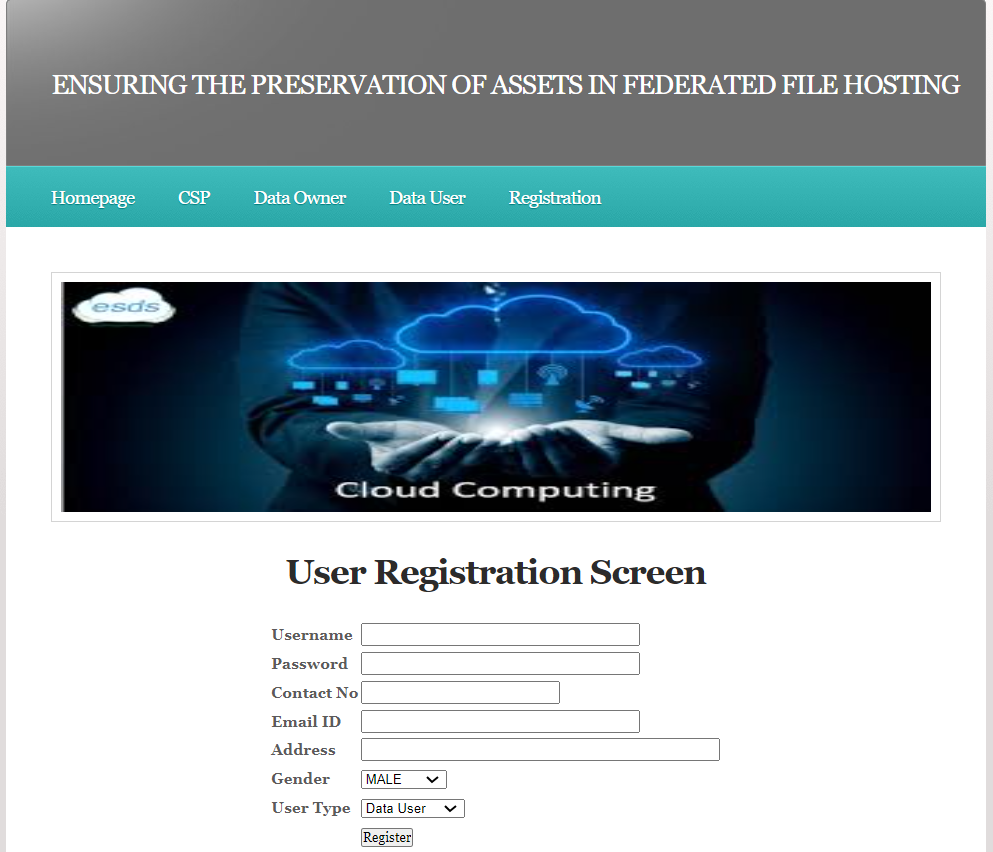 ENSURING THE PRESERVATION OF ASSETS IN FEDERATED FILE HOSTING
Homepage CSP Data Owner Data User Registration
esds
Cloud Computing
User Registration Screen
Username
Password
Contact No
Email ID
Address
Gender MALE
User Type Data User
Register